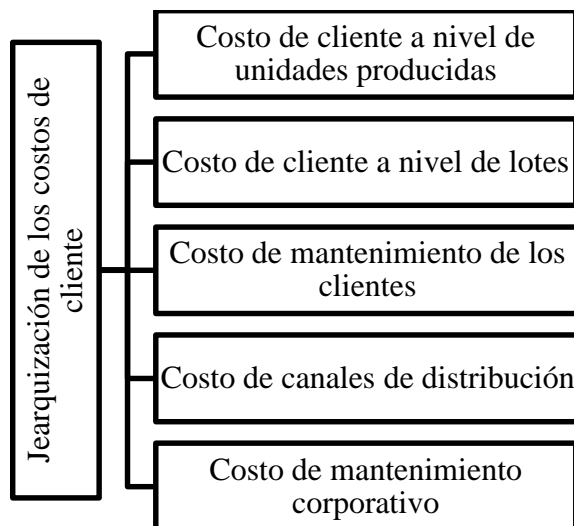 Jearquización de los costos de
cliente
Costo de cliente a nivel de
unidades producidas
Costo de cliente a nivel de lotes
Costo de mantenimiento de los
clientes
Costo de canales de distribución
Costo de mantenimiento
corporativo